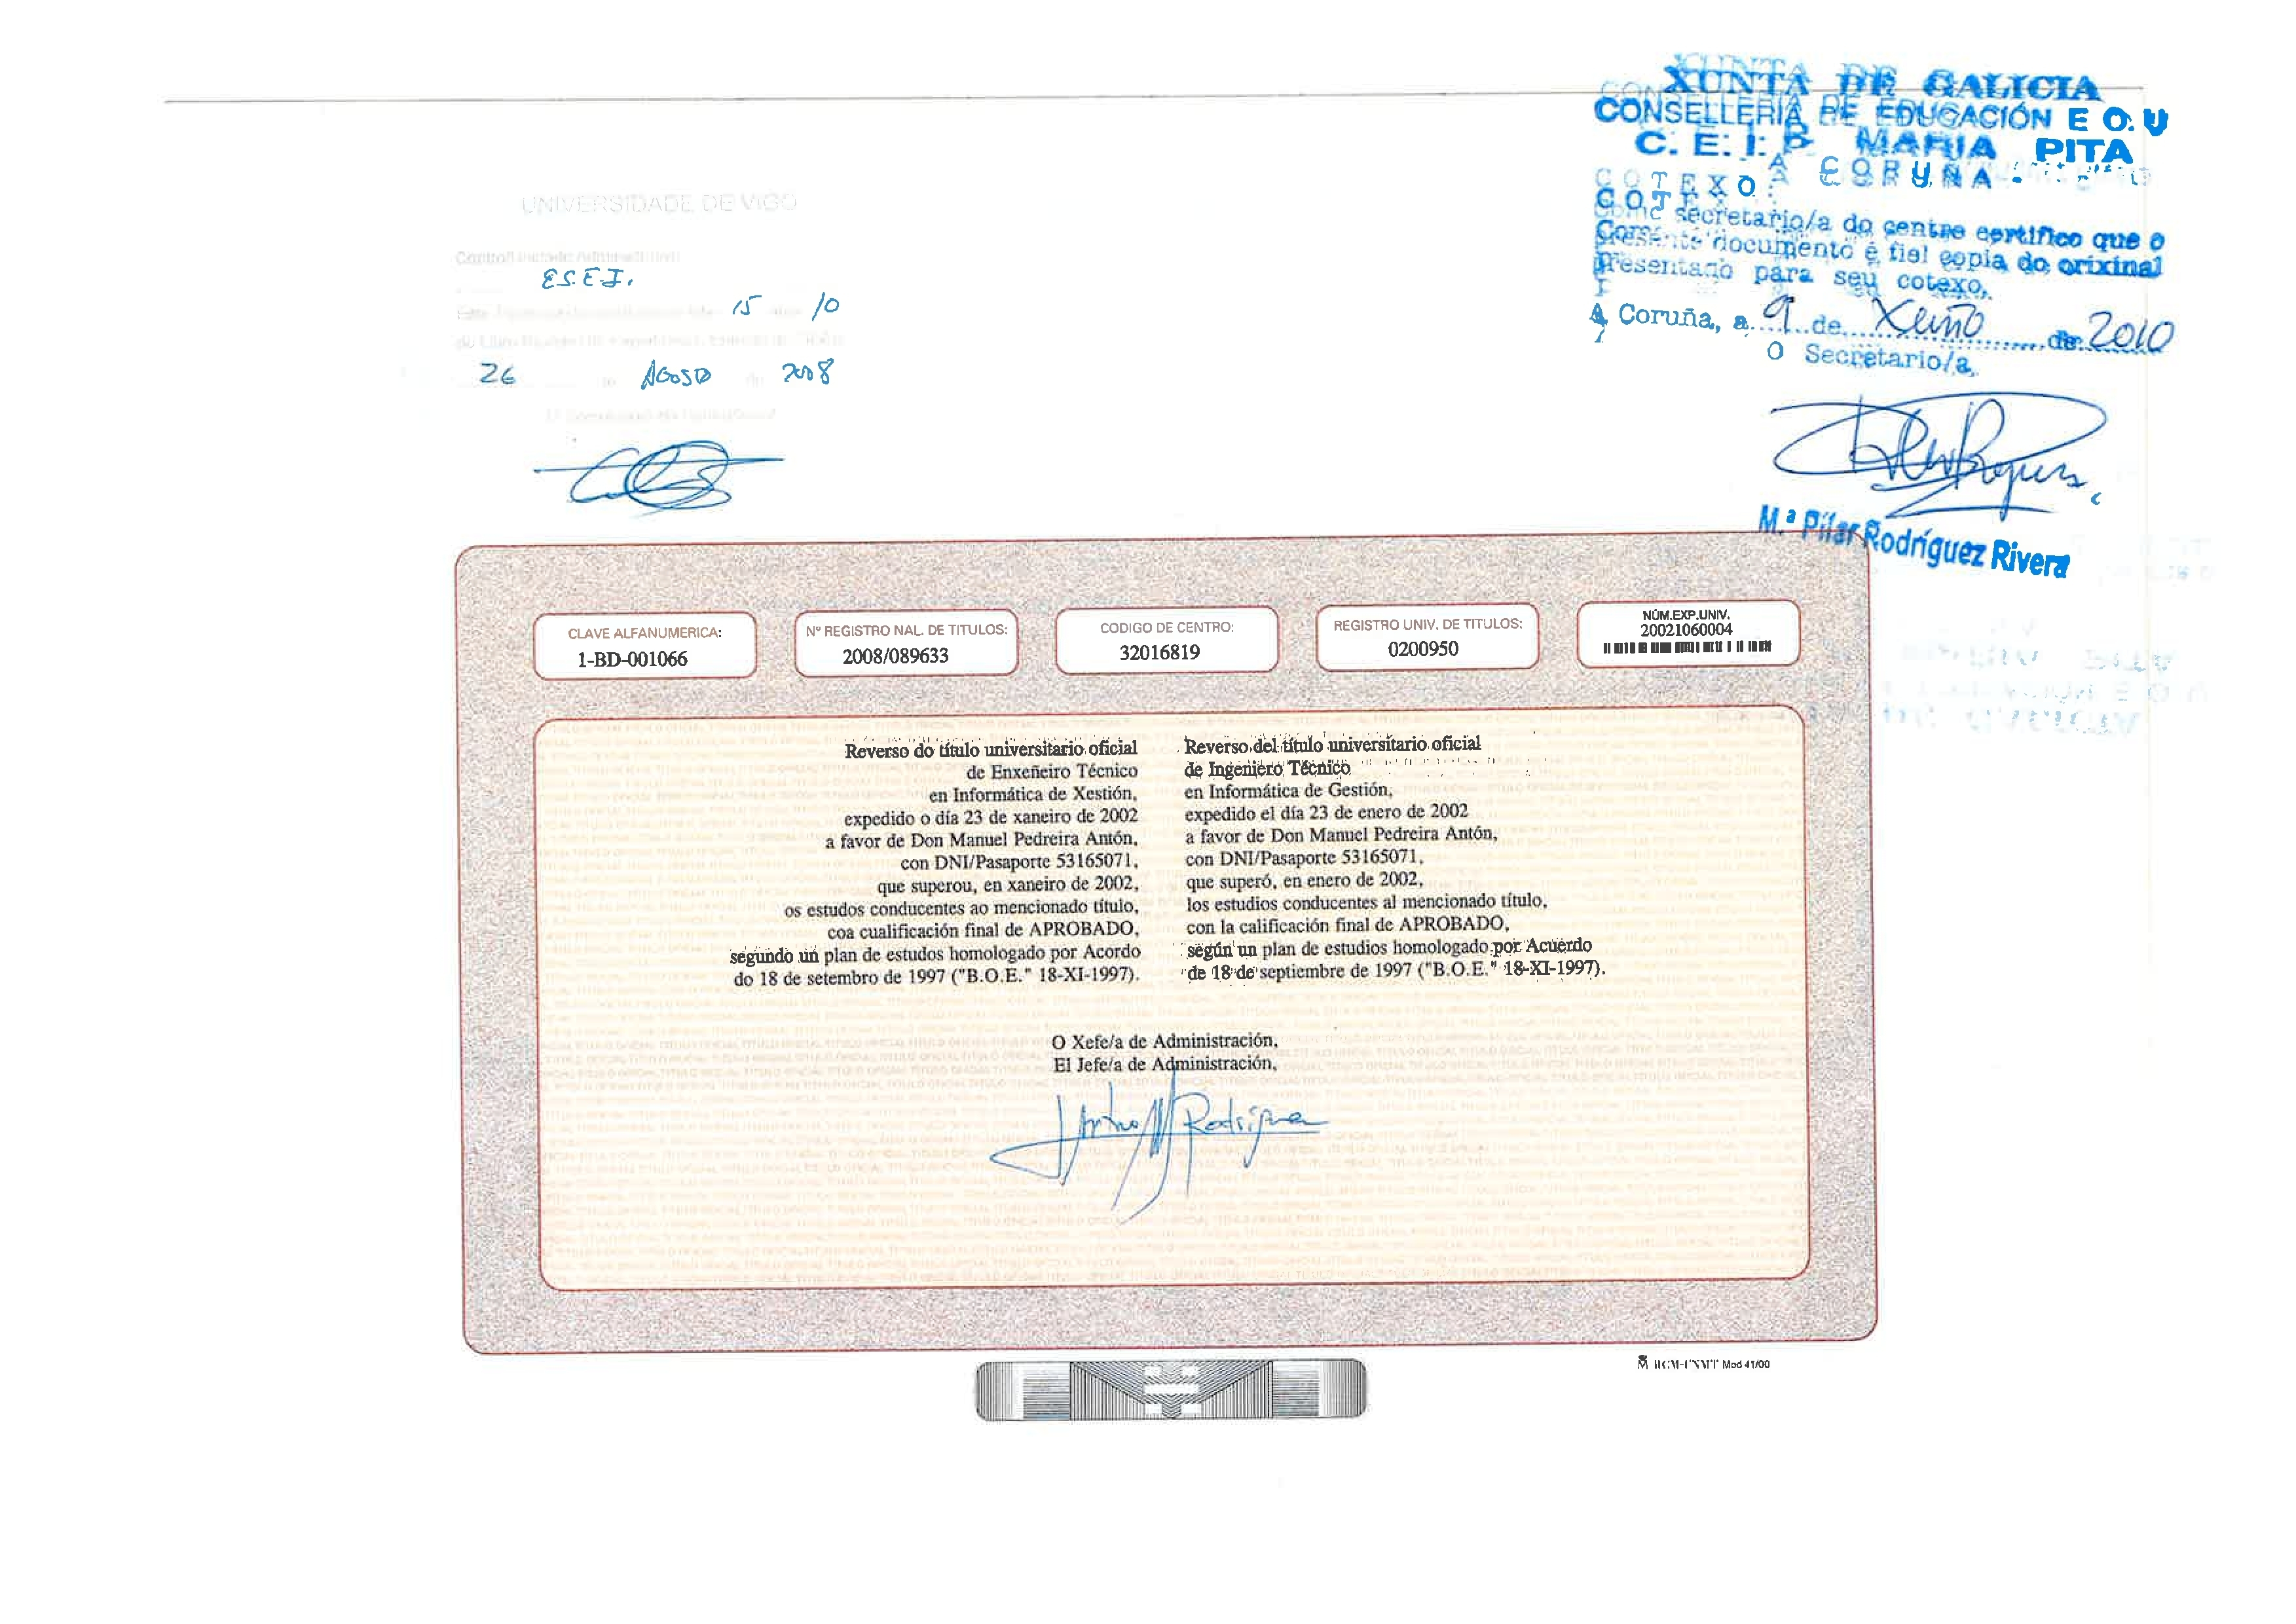 XUNTA DE GALICIA
CONSELLERÍA DE EDUCACIÓN E O. U
C. E. I. P. MARIA PITA
A CORUÑA
COTEXO:
Como secretario/a do centro certifico que o
presente documento é fiel copia do orixinal
presentado para seu cotexo.
A Coruña, a 9 de Xuño de 2010
O Secretario/a,
Mª Pilar Rodríguez Rivera
UNIVERSIDADE DE VIGO
E.S.E.I.
15 10
26 AGOSTO de 2008
CLAVE ALFANUMERICA:
1-BD-001066
Nº REGISTRO NAL. DE TITULOS:
2008/089633
CODIGO DE CENTRO:
32016819
REGISTRO UNIV. DE TITULOS:
0200950
NÚM.EXP.UNIV.
20021060004
Reverso do título universitario oficial
de Enxeñeiro Técnico
en Informática de Xestión,
expedido o día 23 de xaneiro de 2002
a favor de Don Manuel Pedreira Antón,
con DNI/Pasaporte 53165071,
que superou, en xaneiro de 2002,
os estudos conducentes ao mencionado título,
coa cualificación final de APROBADO,
segundo un plan de estudos homologado por Acordo
do 18 de setembro de 1997 ("B.O.E." 18-XI-1997).
Reverso del título universitario oficial
de Ingeniero Técnico
en Informática de Gestión,
expedido el día 23 de enero de 2002
a favor de Don Manuel Pedreira Antón,
con DNI/Pasaporte 53165071,
que superó, en enero de 2002,
los estudios conducentes al mencionado título,
con la calificación final de APROBADO,
según un plan de estudios homologado por Acuerdo
de 18 de septiembre de 1997 ("B.O.E." 18-XI-1997).
O Xefe/a de Administración,
El Jefe/a de Administración,
Mod 41/00